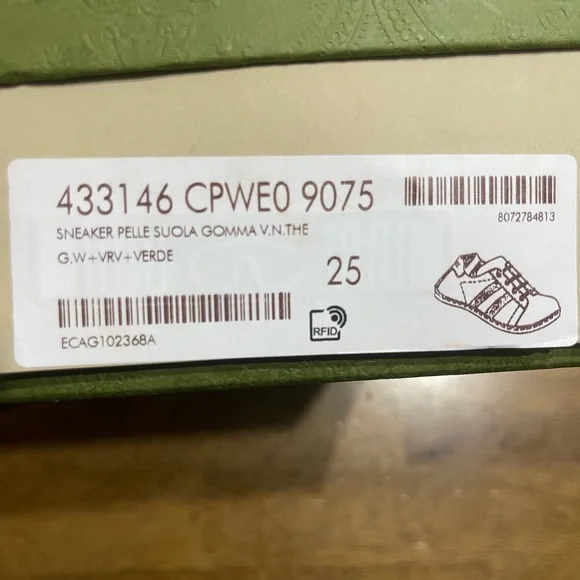 433146 CPWE0 9075
8072784813
SNEAKER PELLE SUOLA GOMMA V.N.THE
G.W+VRV+VERDE
25
ECAG102368A
RFID